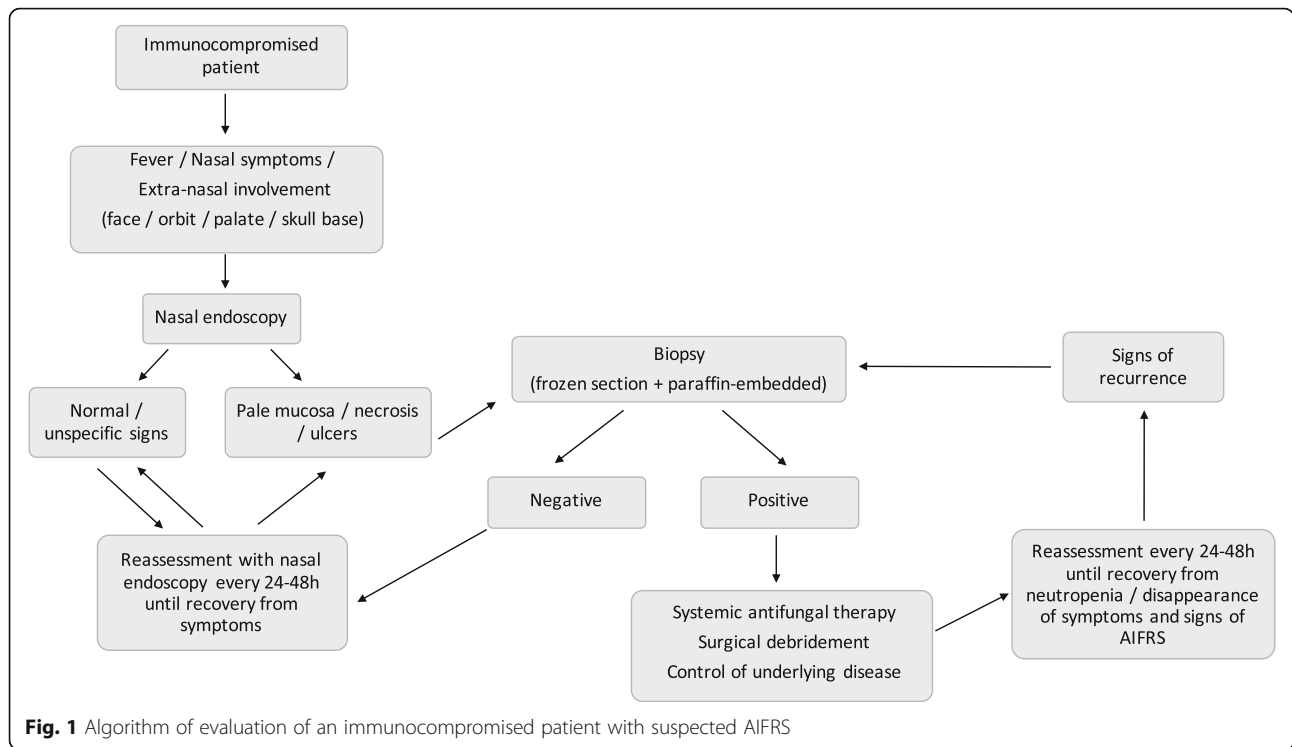 Immunocompromised
patient
Fever / Nasal symptoms /
Extra-nasal involvement
(face / orbit / palate / skull base)
Nasal endoscopy
Normal /
unspecific signs
Pale mucosa / necrosis
/ ulcers
Reassessment with nasal
endoscopy every 24-48h
until recovery from
symptoms
Biopsy
(frozen section + paraffin-embedded)
Negative
Positive
Systemic antifungal therapy
Surgical debridement
Control of underlying disease
Signs of
recurrence
Reassessment every 24-48h
until recovery from
neutropenia / disappearance
of symptoms and signs of
AIFRS
Fig. 1 Algorithm of evaluation of an immunocompromised patient with suspected AIFRS